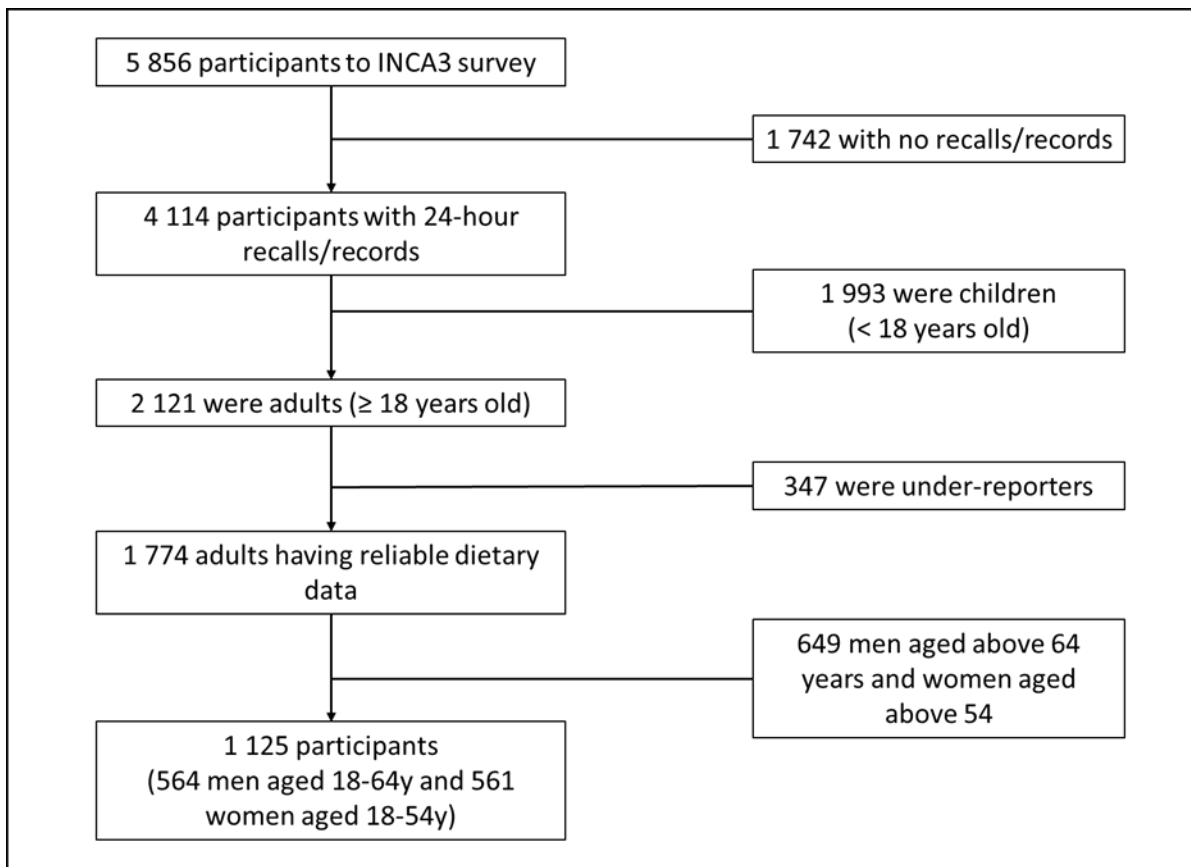 5 856 participants to INCA3 survey
1 742 with no recalls/records
4 114 participants with 24-hour
recalls/records
1 993 were children
(< 18 years old)
2 121 were adults (≥ 18 years old)
347 were under-reporters
1 774 adults having reliable dietary
data
649 men aged above 64
years and women aged
above 54
1 125 participants
(564 men aged 18-64y and 561
women aged 18-54y)